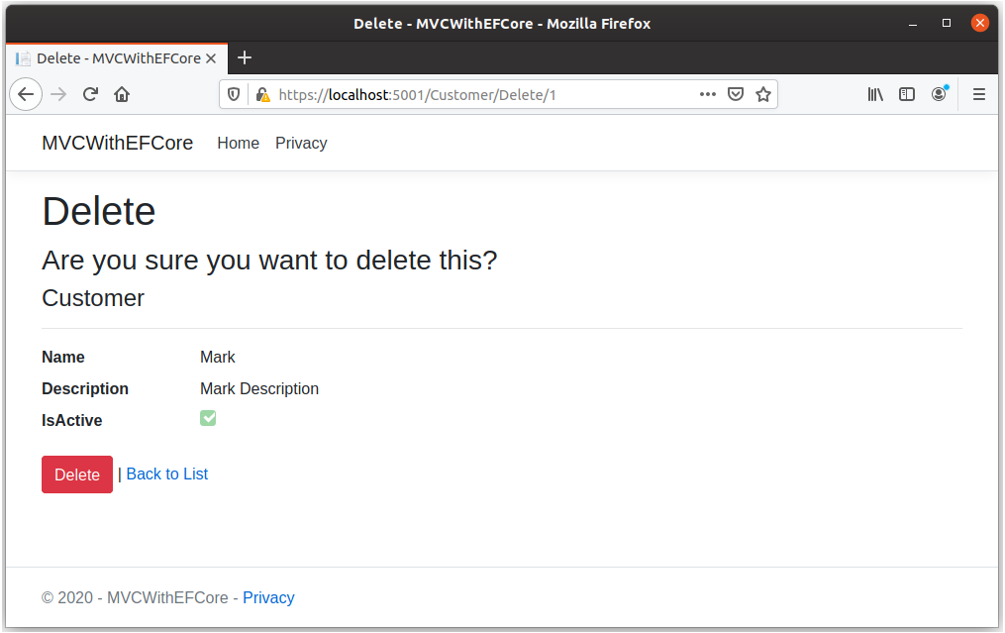 Delete - MVCWithEFCore - Mozilla Firefox
Delete - MVCWithEFCore
https://localhost:5001/Customer/Delete/1
MVCWithEFCore Home Privacy
Delete
Are you sure you want to delete this?
Customer
Name Mark
Description Mark Description
IsActive
Delete | Back to List
© 2020 - MVCWithEFCore - Privacy